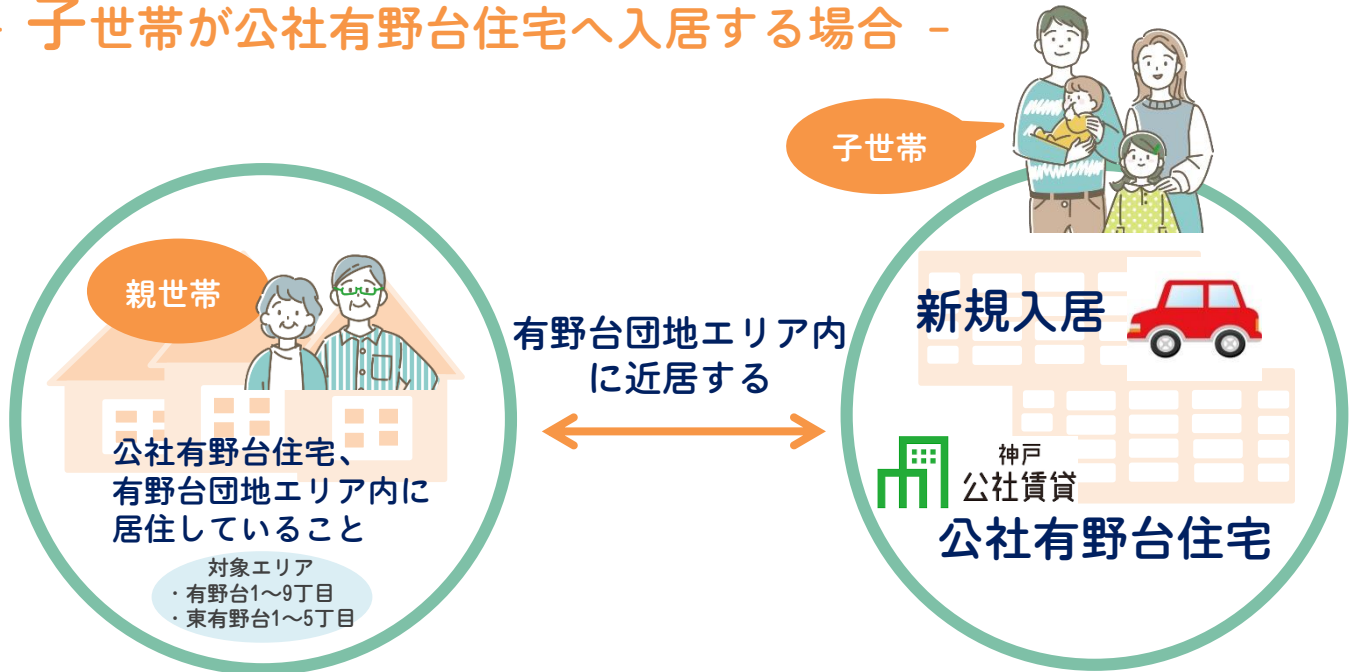 - 子世帯が公社有野台住宅へ入居する場合 -
子世帯
親世帯
公社有野台住宅、
有野台団地エリア内に
居住していること
対象エリア
・有野台1～9丁目
・東有野台1～5丁目
有野台団地エリア内
に近居する
新規入居
神戸
公社賃貸
公社有野台住宅